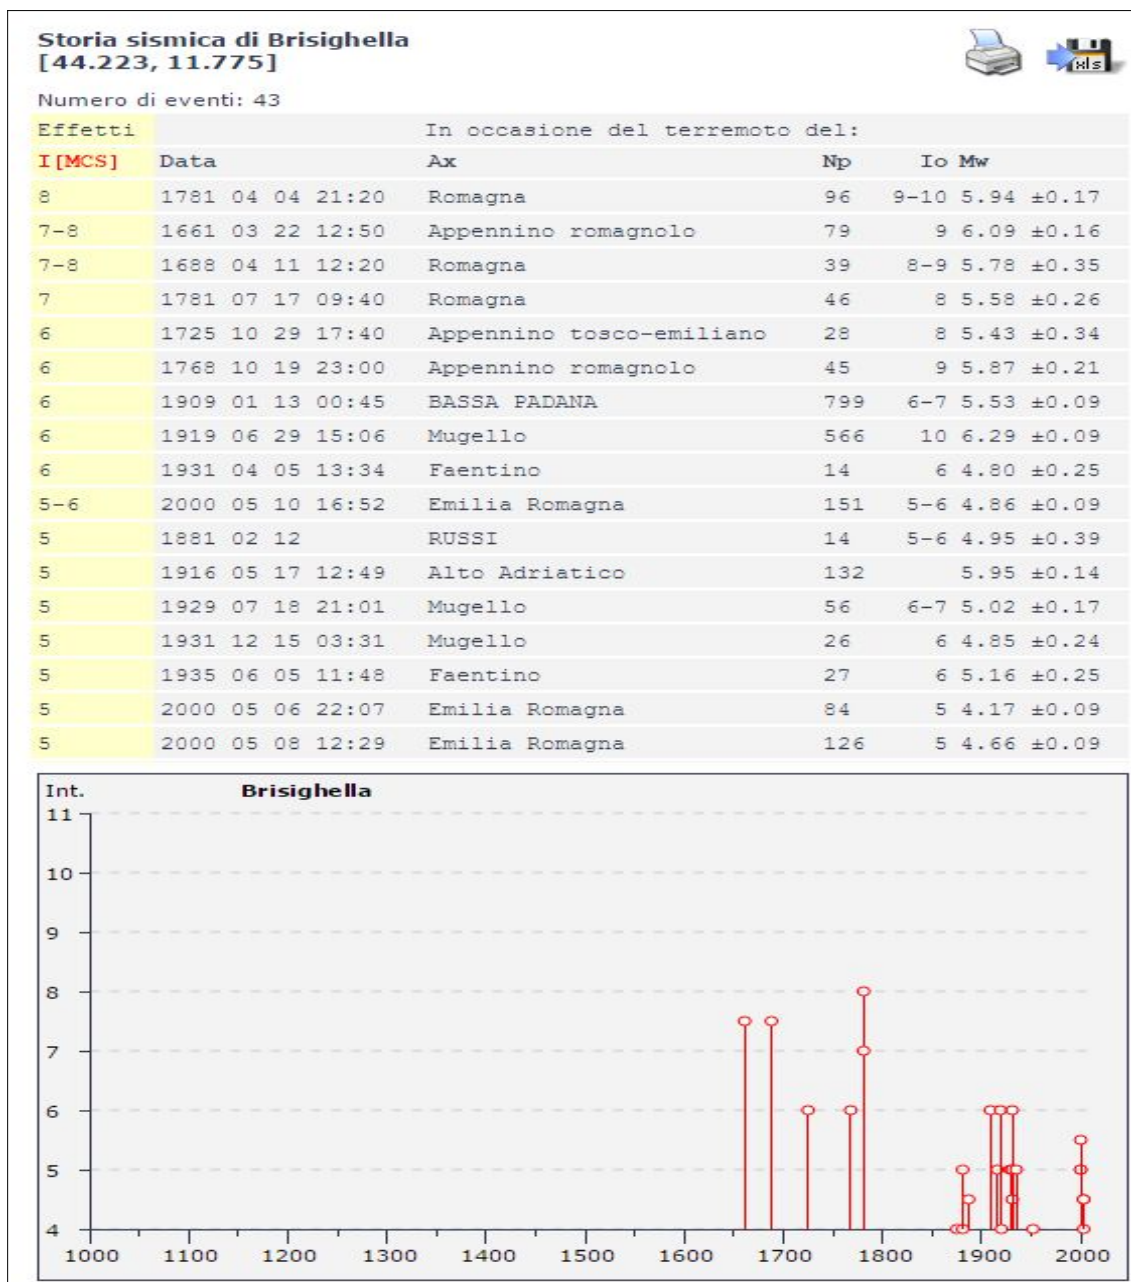 Storia sismica di Brisighella
[44.223, 11.775]
xls
Numero di eventi: 43
Effetti In occasione del terremoto del:
I[MCS] Data Ax Np Io Mw
8 1781 04 04 21:20 Romagna 96 9-10 5.94 ±0.17
7-8 1661 03 22 12:50 Appennino romagnolo 79 9 6.09 ±0.16
7-8 1688 04 11 12:20 Romagna 39 8-9 5.78 ±0.35
7 1781 07 17 09:40 Romagna 46 8 5.58 ±0.26
6 1725 10 29 17:40 Appennino tosco-emiliano 28 8 5.43 ±0.34
6 1768 10 19 23:00 Appennino romagnolo 45 9 5.87 ±0.21
6 1909 01 13 00:45 BASSA PADANA 799 6-7 5.53 ±0.09
6 1919 06 29 15:06 Mugello 566 10 6.29 ±0.09
6 1931 04 05 13:34 Faentino 14 6 4.80 ±0.25
5-6 2000 05 10 16:52 Emilia Romagna 151 5-6 4.86 ±0.09
5 1881 02 12 RUSSI 14 5-6 4.95 ±0.39
5 1916 05 17 12:49 Alto Adriatico 132 5.95 ±0.14
5 1929 07 18 21:01 Mugello 56 6-7 5.02 ±0.17
5 1931 12 15 03:31 Mugello 26 6 4.85 ±0.24
5 1935 06 05 11:48 Faentino 27 6 5.16 ±0.25
5 2000 05 06 22:07 Emilia Romagna 84 5 4.17 ±0.09
5 2000 05 08 12:29 Emilia Romagna 126 5 4.66 ±0.09
Int. Brisighella
11
10
9
8
7
6
5
4
1000 1100 1200 1300 1400 1500 1600 1700 1800 1900 2000